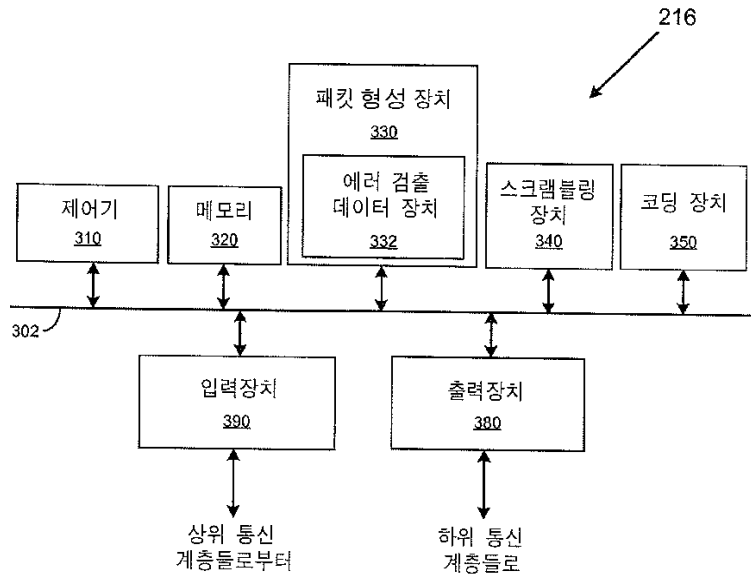 216
패킷 형성 장치
330
에러 검출
데이터 장치
332
제어기
310
메모리
320
스크램블링
장치
340
코딩 장치
350
302
입력장치
390
출력장치
380
상위 통신
계층들로부터
하위 통신
계층들로